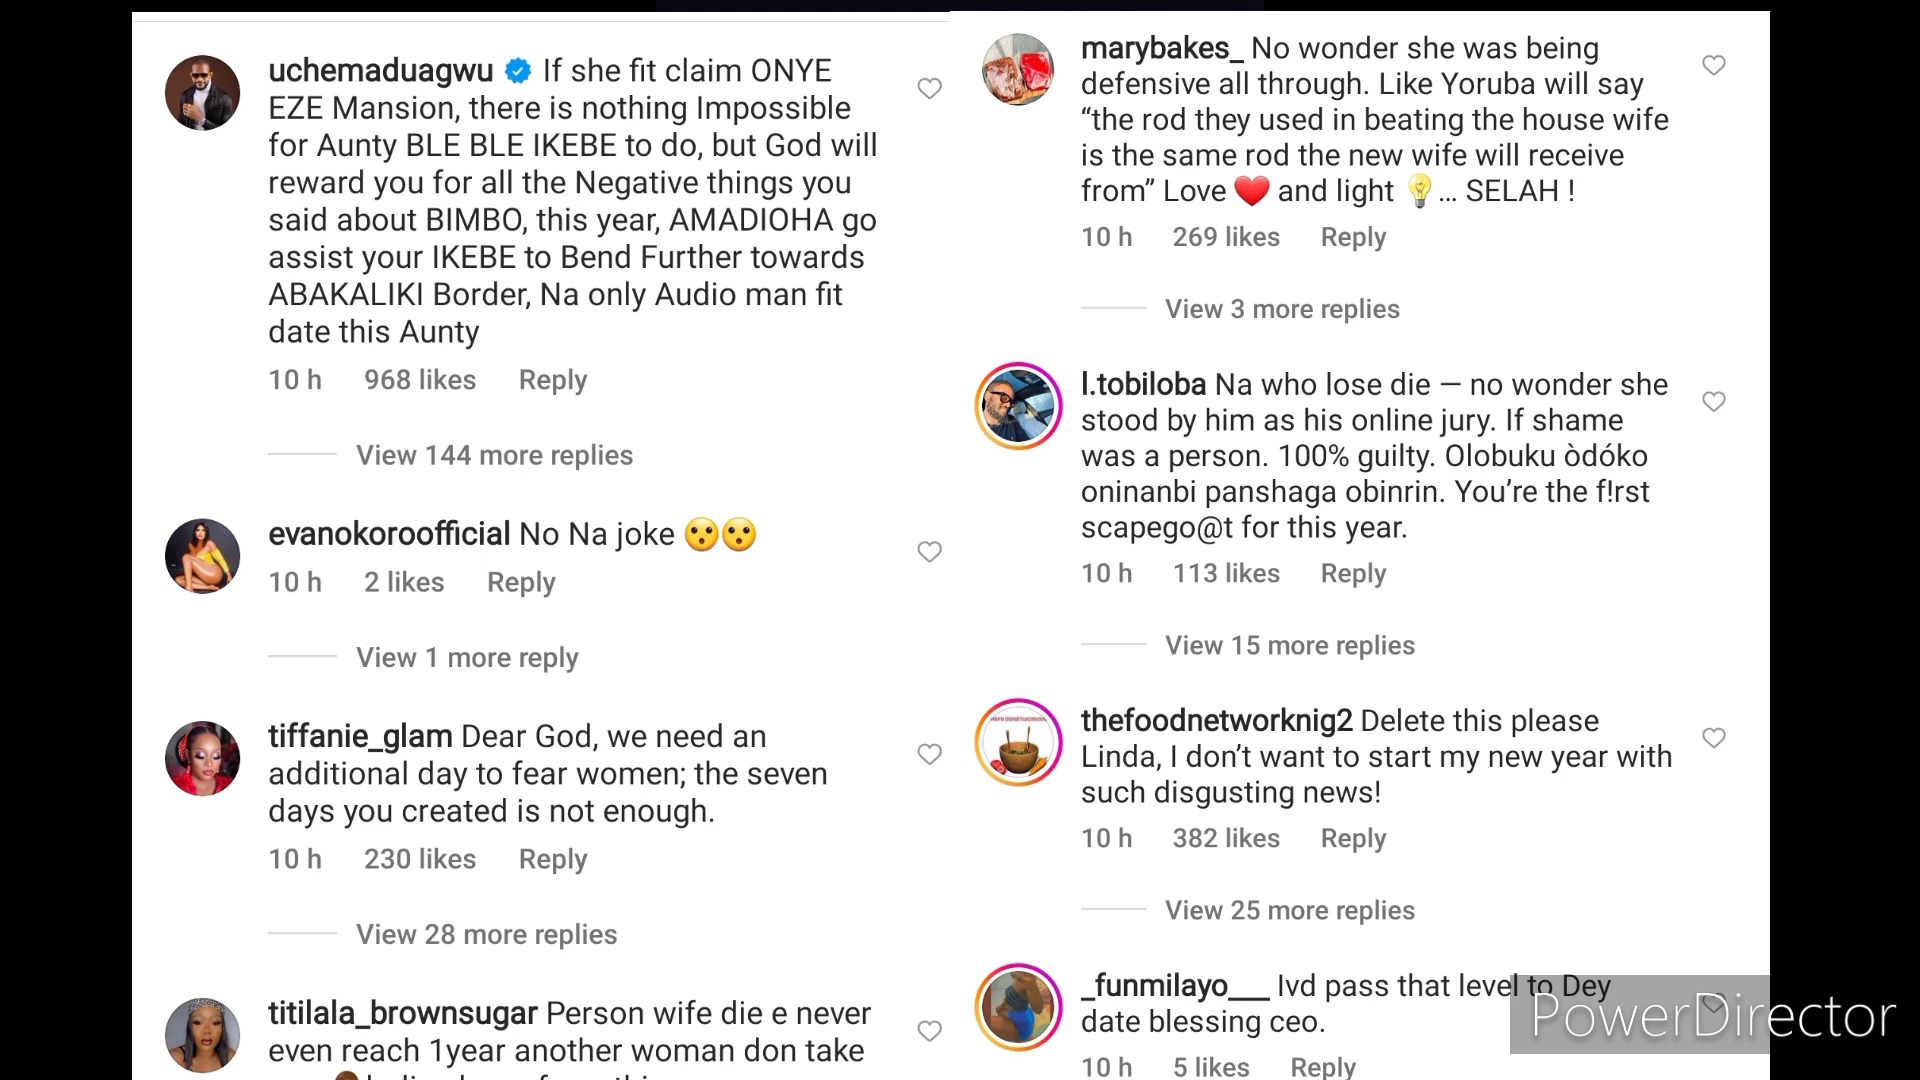 uchemaduagwu If she fit claim ONYE
EZE Mansion, there is nothing Impossible
for Aunty BLE BLE IKEBE to do, but God will
reward you for all the Negative things you
said about BIMBO, this year, AMADIOHA go
assist your IKEBE to Bend Further towards
ABAKALIKI Border, Na only Audio man fit
date this Aunty
10 h 968 likes Reply
View 144 more replies
evanokoroofficial No Na joke 😮😮
10 h 2 likes Reply
View 1 more reply
tiffanie_glam Dear God, we need an
additional day to fear women; the seven
days you created is not enough.
10 h 230 likes Reply
View 28 more replies
titilala_brownsugar Person wife die e never
even reach 1year another woman don take
marybakes_ No wonder she was being
defensive all through. Like Yoruba will say
“the rod they used in beating the house wife
is the same rod the new wife will receive
from” Love ❤️ and light 💡… SELAH !
10 h 269 likes Reply
View 3 more replies
l.tobiloba Na who lose die — no wonder she
stood by him as his online jury. If shame
was a person. 100% guilty. Olobuku òdóko
oninanbi panshaga obinrin. You’re the f!rst
scapego@t for this year.
10 h 113 likes Reply
View 15 more replies
thefoodnetworknig2 Delete this please
Linda, I don’t want to start my new year with
such disgusting news!
10 h 382 likes Reply
View 25 more replies
_funmilayo___ Ivd pass that level to Dey
date blessing ceo.
10 h 5 likes Reply
PowerDirector